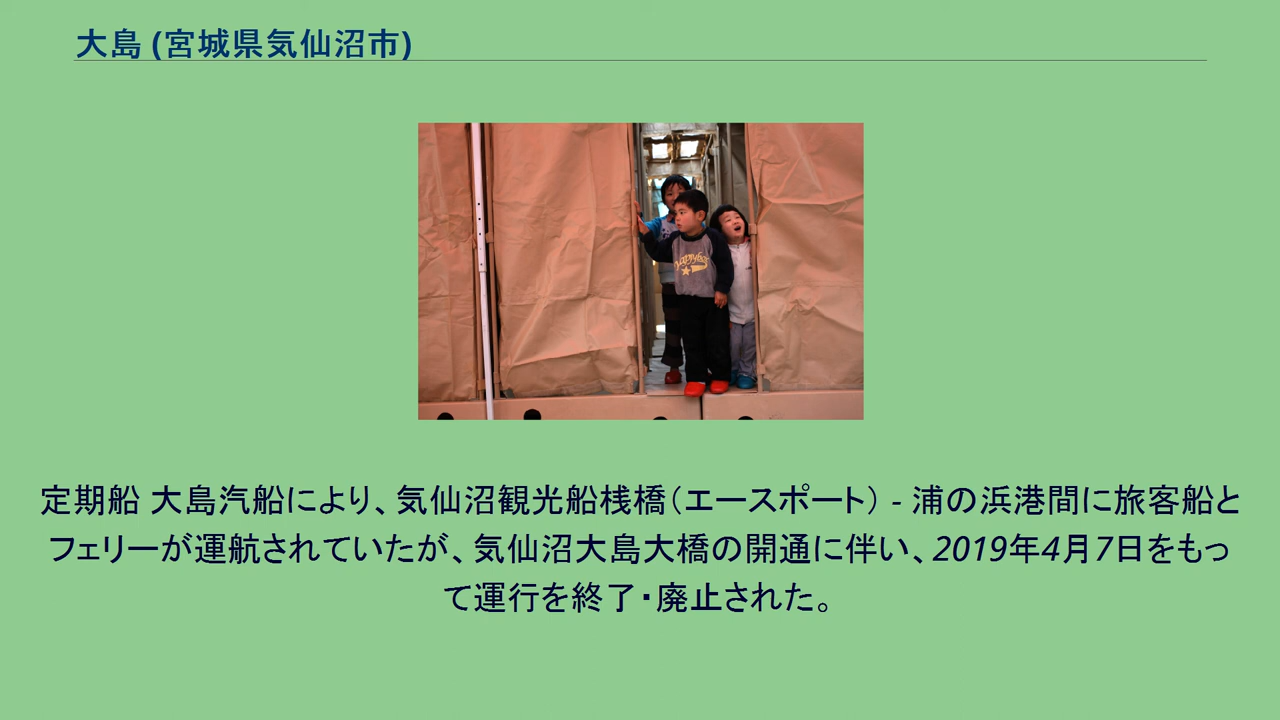 大島 (宮城県気仙沼市)
定期船 大島汽船により、気仙沼観光船桟橋（エースポート） - 浦の浜港間に旅客船と
フェリーが運航されていたが、気仙沼大島大橋の開通に伴い、2019年4月7日をもっ
て運行を終了・廃止された。